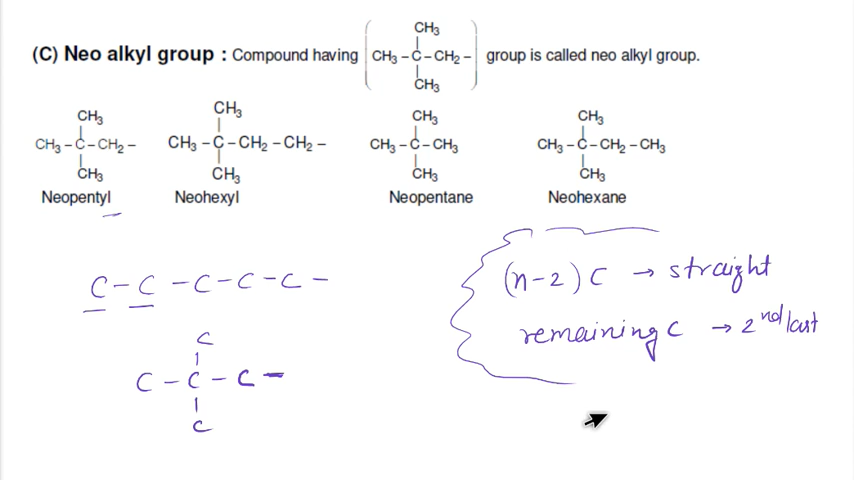 (C) Neo alkyl group : Compound having (CH₃ – C(CH₃)(CH₃) – CH₂ –) group is called neo alkyl group.
CH₃ CH₃ CH₃ CH₃
CH₃ – C – CH₂ – CH₃ – C – CH₂ – CH₂ – CH₃ – C – CH₃ CH₃ – C – CH₂ – CH₃
CH₃ CH₃ CH₃ CH₃
Neopentyl Neohexyl Neopentane Neohexane
C – C – C – C – C –
(n-2) C → straight
remaining C → 2nd last
C
C – C – C –
C